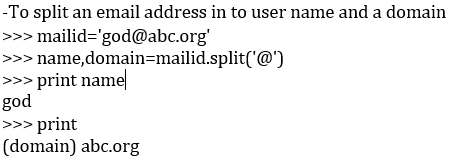 -To split an email address in to user name and a domain
>>> mailid='god@abc.org'
>>> name,domain=mailid.split('@')
>>> print name
god
>>> print
(domain) abc.org